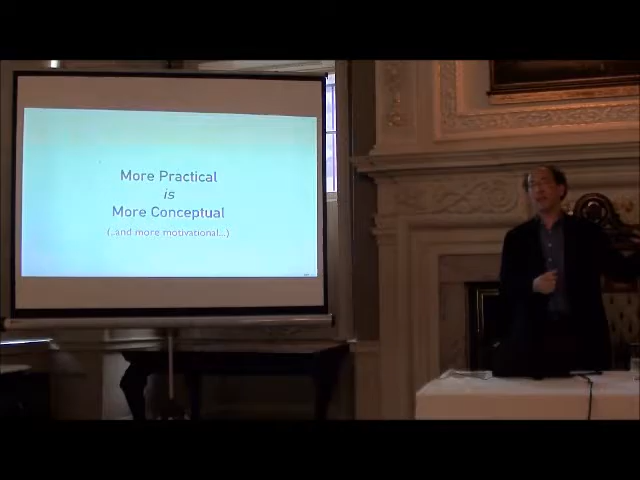 More Practical
is
More Conceptual
(..and more motivational...)